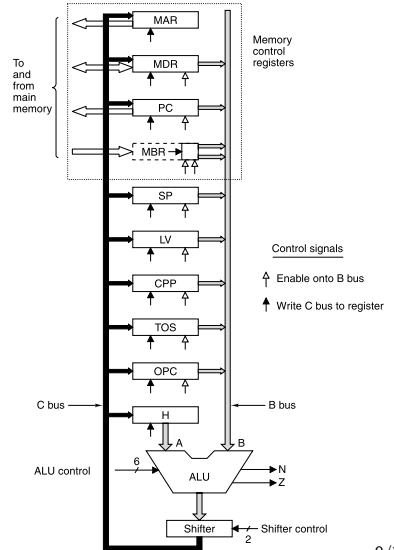 MAR
Memory
control
registers
To
and
from
main
memory
MDR
PC
MBR
SP
LV
Control signals
CPP
Enable onto B bus
Write C bus to register
TOS
OPC
C bus
B bus
H
A
B
6
ALU control
ALU
N
Z
Shifter
Shifter control
2